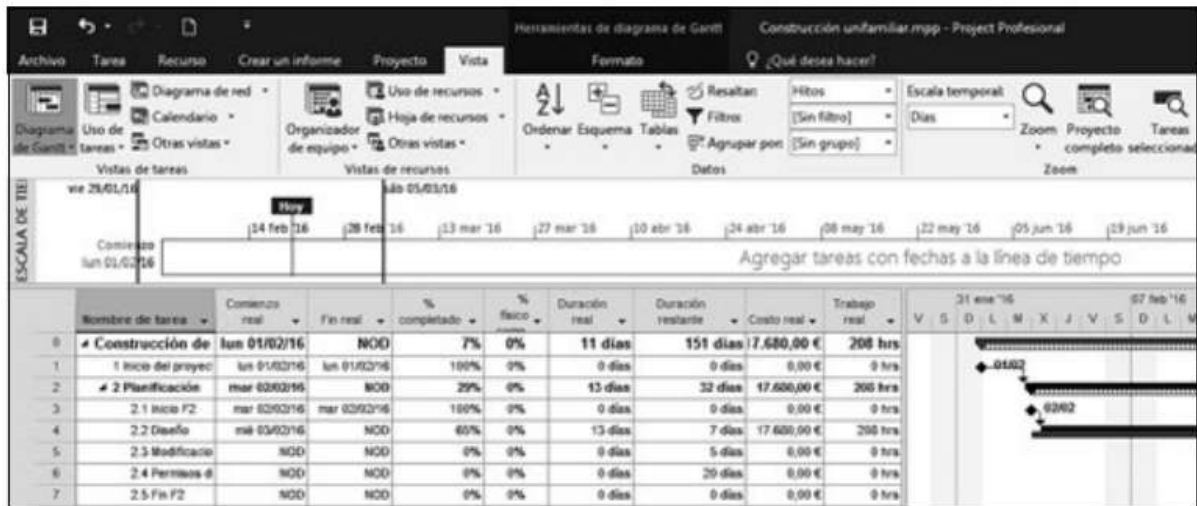 Herramientas de diagrama de Gantt Construcción unifamiliar.mpp - Project Profesional
Archivo Tarea Recurso Crear un informe Proyecto Vista Formato ¿Qué desea hacer?
Diagrama de Gantt
Uso de tareas
Diagrama de red
Calendario
Otras vistas
Vistas de tareas
Organizador de equipo
Uso de recursos
Hoja de recursos
Otras vistas
Vistas de recursos
Ordenar Esquema Tablas
Resaltar: Hitos
Filtro: [Sin filtro]
Agrupar por: [Sin grupo]
Datos
Escala temporal:
Días
Zoom
Proyecto completo
Tareas seleccionad
Zoom
ESCALA DE TIE
vie 29/01/16 sáb 05/03/16
Hoy
14 feb '16 28 feb '16 13 mar '16 27 mar '16 10 abr '16 24 abr '16 08 may '16 22 may '16 05 jun '16 19 jun '16
Comienzo
lun 01/02/16
Agregar tareas con fechas a la línea de tiempo
Nombre de tarea Comienzo real Fin real % completado % físico Duración real Duración restante Costo real Trabajo real
31 ene '16 07 feb '16
V S D L M X J V S D L M
0 Construcción de lun 01/02/16 NOD 7% 0% 11 días 151 días 17.680,00 € 208 hrs
1 1 Inicio del proyec lun 01/02/16 lun 01/02/16 100% 0% 0 días 0 días 0,00 € 0 hrs 01/02
2 2 Planificación mar 02/02/16 NOD 29% 0% 13 días 32 días 17.680,00 € 208 hrs
3 2.1 Inicio F2 mar 02/02/16 mar 02/02/16 100% 0% 0 días 0 días 0,00 € 0 hrs 02/02
4 2.2 Diseño mié 03/02/16 NOD 65% 0% 13 días 7 días 17.680,00 € 208 hrs
5 2.3 Modificacio NOD NOD 0% 0% 0 días 5 días 0,00 € 0 hrs
6 2.4 Permisos d NOD NOD 0% 0% 0 días 20 días 0,00 € 0 hrs
7 2.5 Fin F2 NOD NOD 0% 0% 0 días 0 días 0,00 € 0 hrs